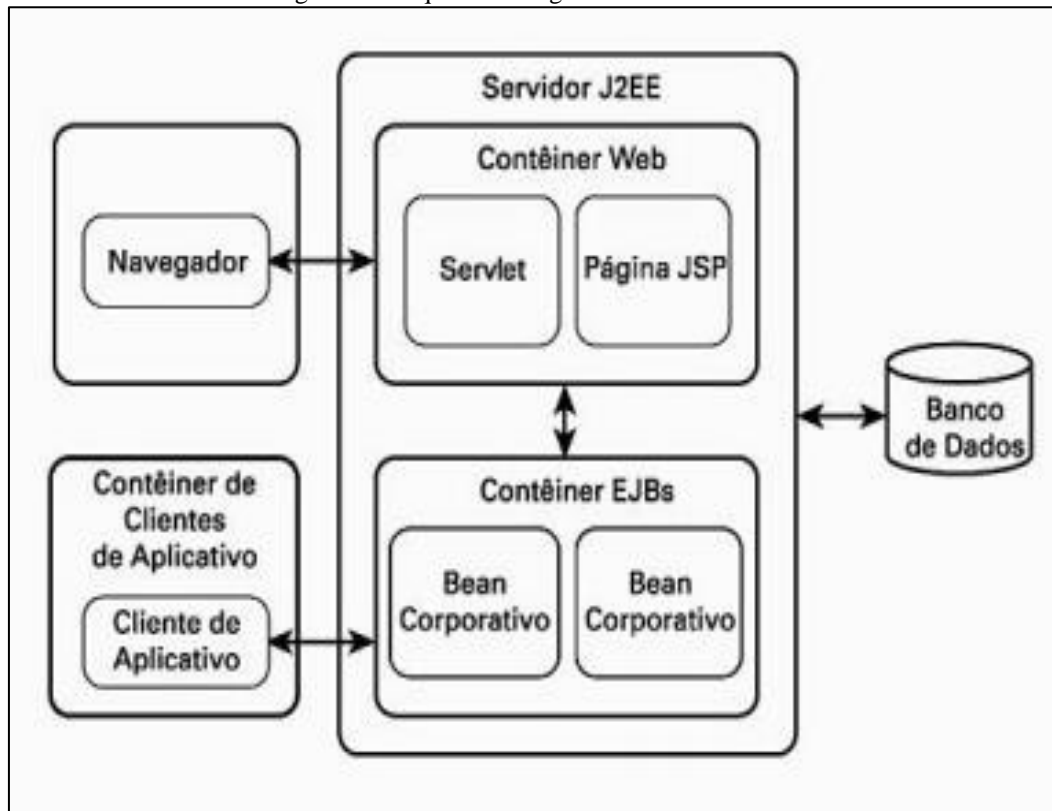 Servidor J2EE
Contêiner Web
Navegador
Servlet
Página JSP
Banco
de Dados
Contêiner de
Clientes
de Aplicativo
Cliente de
Aplicativo
Contêiner EJBs
Bean
Corporativo
Bean
Corporativo